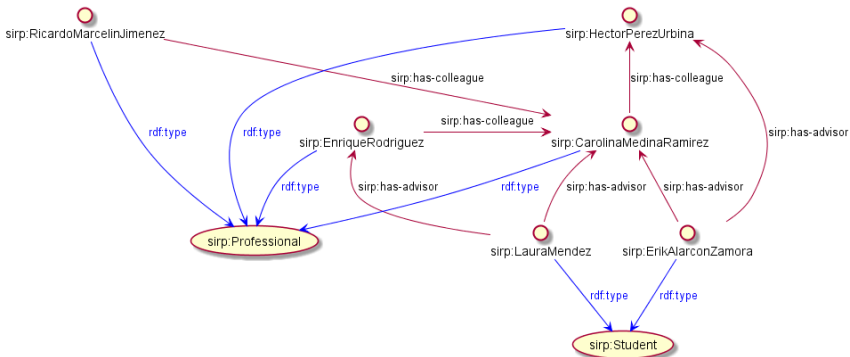 sirp:RicardoMarcelinJimenez
sirp:HectorPerezUrbina
sirp:has-colleague
sirp:has-colleague
rdf:type
rdf:type
sirp:has-colleague
sirp:has-advisor
sirp:EnriqueRodriguez
sirp:CarolinaMedinaRamirez
rdf:type
sirp:has-advisor
rdf:type
sirp:has-advisor
sirp:has-advisor
sirp:Professional
sirp:LauraMendez
sirp:ErikAlarconZamora
rdf:type
rdf:type
sirp:Student